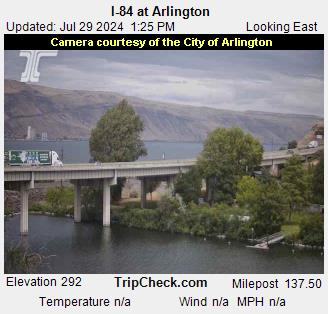 I-84 at Arlington
Updated: Jul 29 2024 1:25 PM Looking East
Camera courtesy of the City of Arlington
Elevation 292 TripCheck.com Milepost 137.50
Temperature n/a Wind n/a MPH n/a